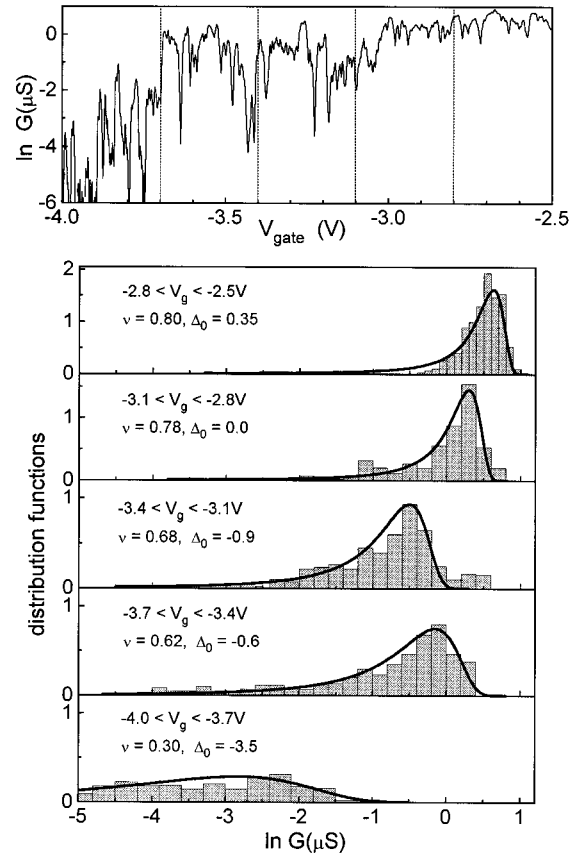 ln G(μS)
0
-2
-4
-6
-4.0
-3.5
-3.0
-2.5
V_gate (V)
distribution functions
2
1
0
-2.8 < V_g < -2.5V
ν = 0.80, Δ_0 = 0.35
1
0
-3.1 < V_g < -2.8V
ν = 0.78, Δ_0 = 0.0
1
0
-3.4 < V_g < -3.1V
ν = 0.68, Δ_0 = -0.9
1
0
-3.7 < V_g < -3.4V
ν = 0.62, Δ_0 = -0.6
1
0
-4.0 < V_g < -3.7V
ν = 0.30, Δ_0 = -3.5
-5
-4
-3
-2
-1
0
1
ln G(μS)